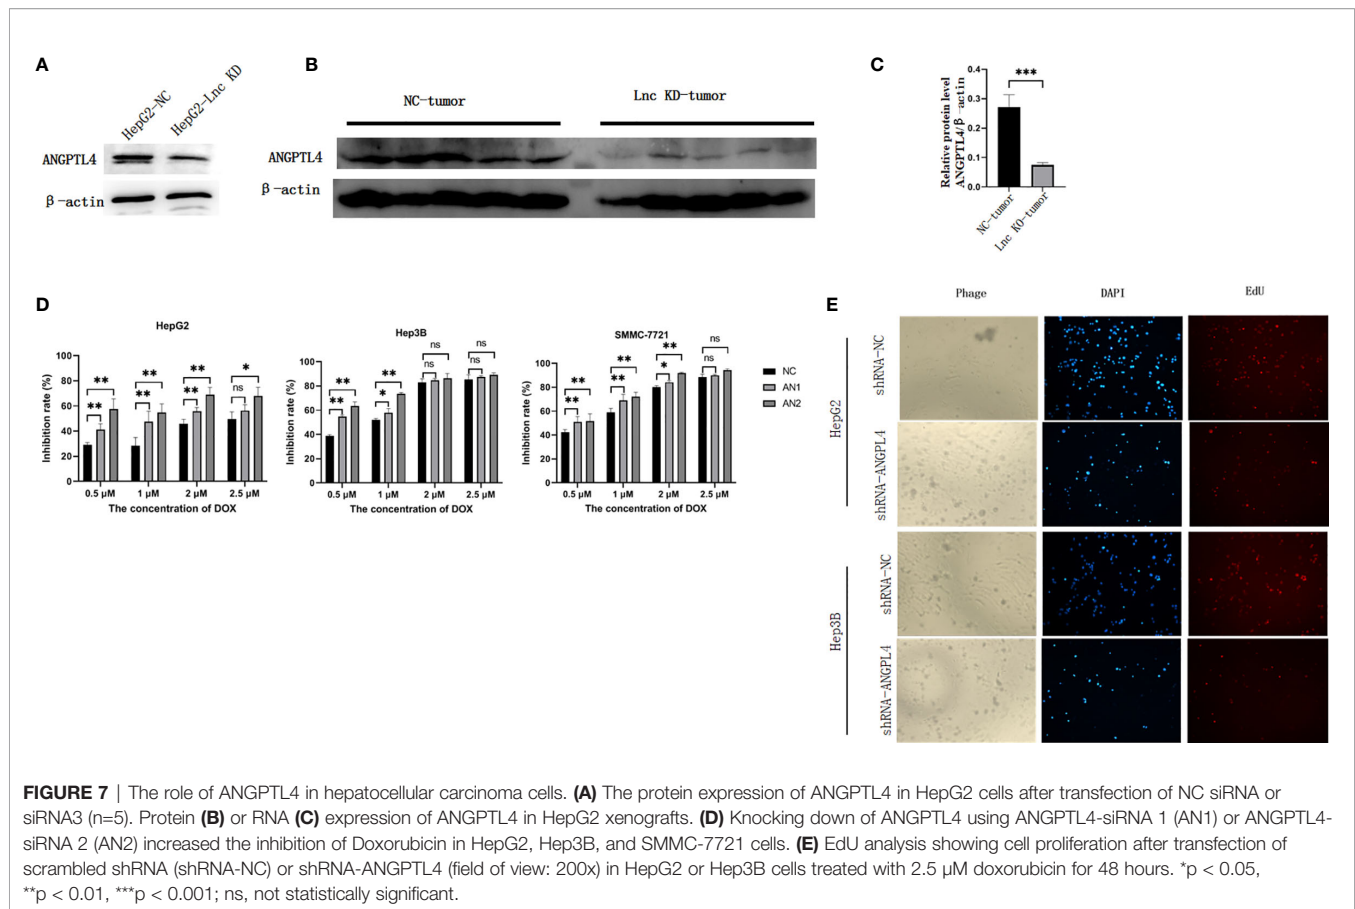 A
HepG2-NC
HepG2-Lnc KD
ANGPTL4
β-actin
B
NC-tumor
Lnc KD-tumor
ANGPTL4
β-actin
C
Relative protein level
ANGPTL4/β-actin
0.4
0.3
0.2
0.1
0.0
***
NC-tumor
Lnc KO-tumor
D
HepG2
Inhibition rate (%)
100
80
60
40
20
0
** ** ** ** ** ** ns *
0.5 μM 1 μM 2 μM 2.5 μM
The concentration of DOX
Hep3B
Inhibition rate (%)
100
80
60
40
20
0
** ** * ** ns ns ns ns
0.5 μM 1 μM 2 μM 2.5 μM
The concentration of DOX
SMMC-7721
Inhibition rate (%)
100
80
60
40
20
0
** ** ** ** * ** ns ns
0.5 μM 1 μM 2 μM 2.5 μM
The concentration of DOX
NC
AN1
AN2
E
Phage DAPI EdU
HepG2
shRNA-NC
shRNA-ANGPL4
Hep3B
shRNA-NC
shRNA-ANGPL4
FIGURE 7 | The role of ANGPTL4 in hepatocellular carcinoma cells. (A) The protein expression of ANGPTL4 in HepG2 cells after transfection of NC siRNA or
siRNA3 (n=5). Protein (B) or RNA (C) expression of ANGPTL4 in HepG2 xenografts. (D) Knocking down of ANGPTL4 using ANGPTL4-siRNA 1 (AN1) or ANGPTL4-
siRNA 2 (AN2) increased the inhibition of Doxorubicin in HepG2, Hep3B, and SMMC-7721 cells. (E) EdU analysis showing cell proliferation after transfection of
scrambled shRNA (shRNA-NC) or shRNA-ANGPTL4 (field of view: 200x) in HepG2 or Hep3B cells treated with 2.5 μM doxorubicin for 48 hours. *p < 0.05,
**p < 0.01, ***p < 0.001; ns, not statistically significant.